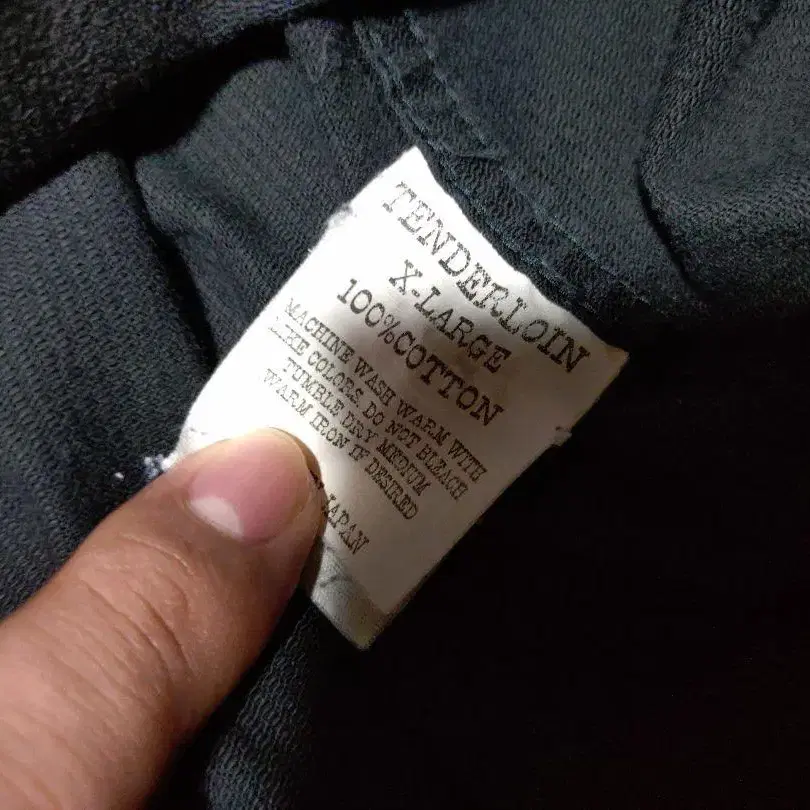 TENDERLOIN
X-LARGE
100%COTTON
MACHINE WASH WARM WITH
LIKE COLORS. DO NOT BLEACH
TUMBLE DRY MEDIUM
WARM IRON IF DESIRED
JAPAN